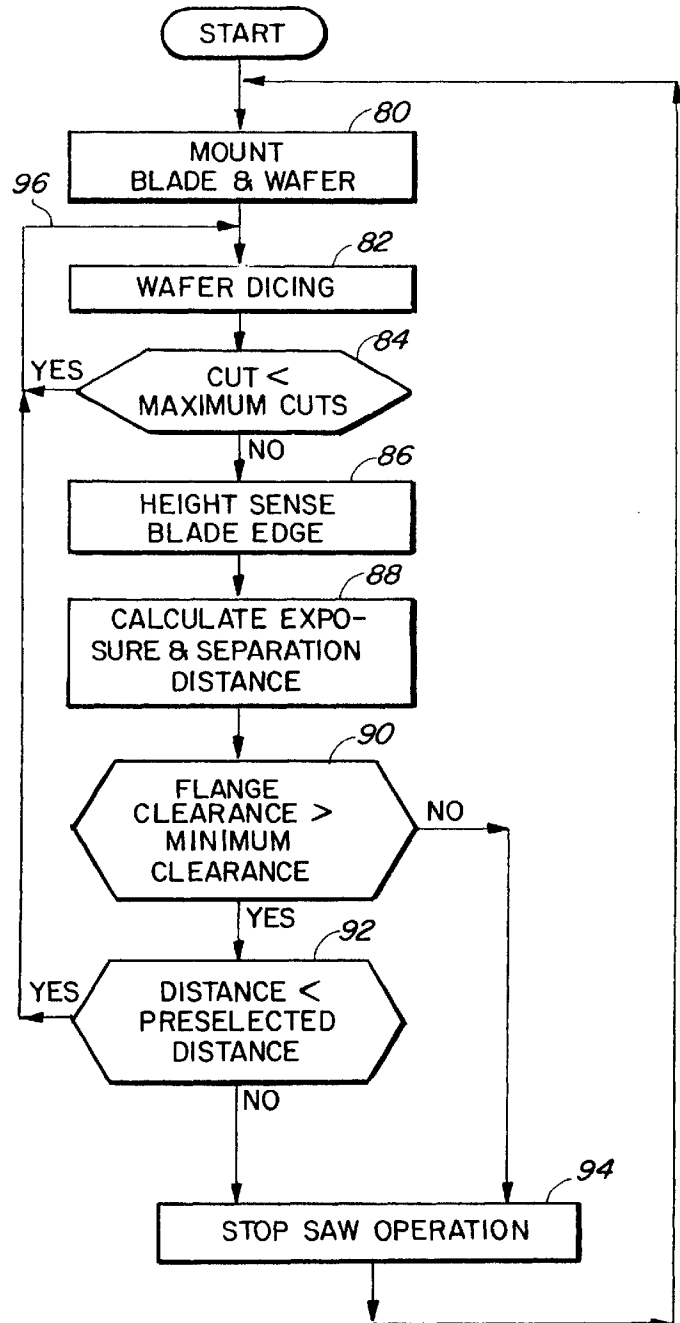 START
80
MOUNT
BLADE & WAFER
96
82
WAFER DICING
84
YES
CUT <
MAXIMUM CUTS
NO
86
HEIGHT SENSE
BLADE EDGE
88
CALCULATE EXPO-
SURE & SEPARATION
DISTANCE
90
FLANGE
CLEARANCE >
MINIMUM
CLEARANCE
NO
YES
92
YES
DISTANCE <
PRESELECTED
DISTANCE
NO
94
STOP SAW OPERATION